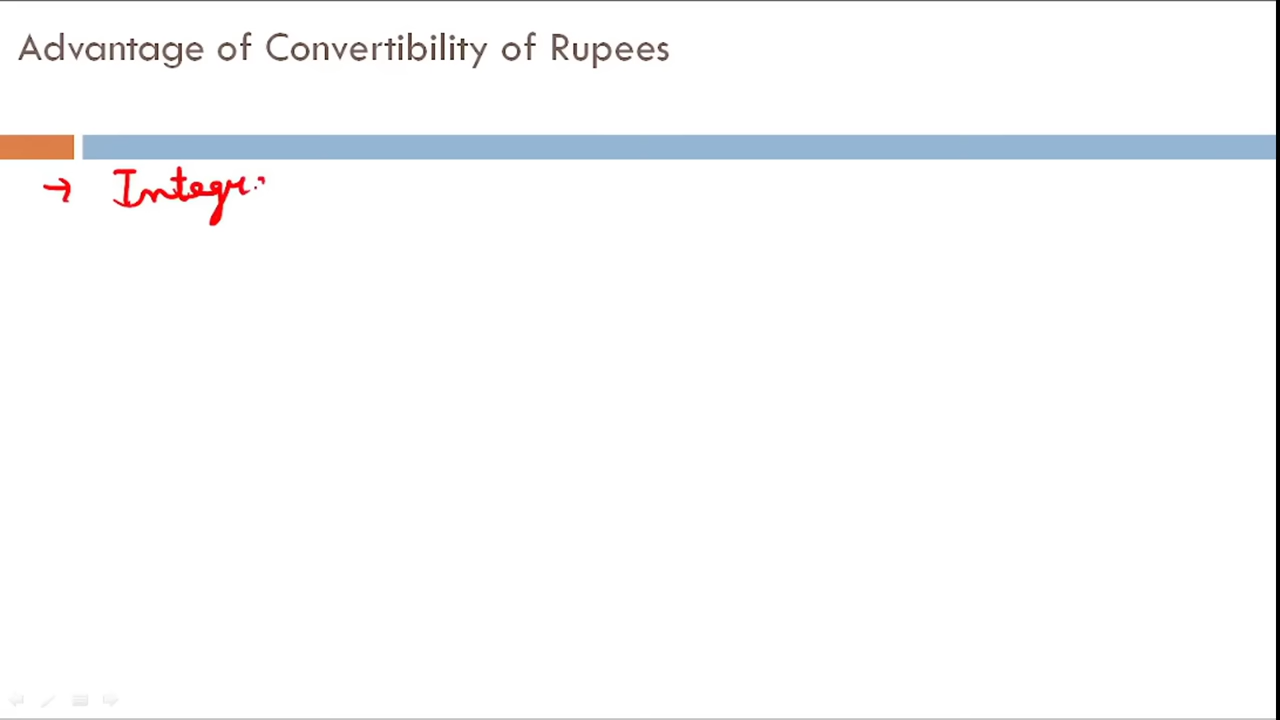 Advantage of Convertibility of Rupees
→ Integr